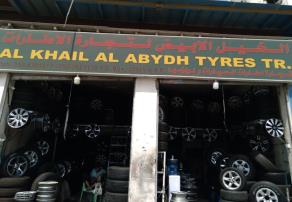 الخيل الابيض لتجارة الاطارات
AL KHAIL AL ABYDH TYRES TR.